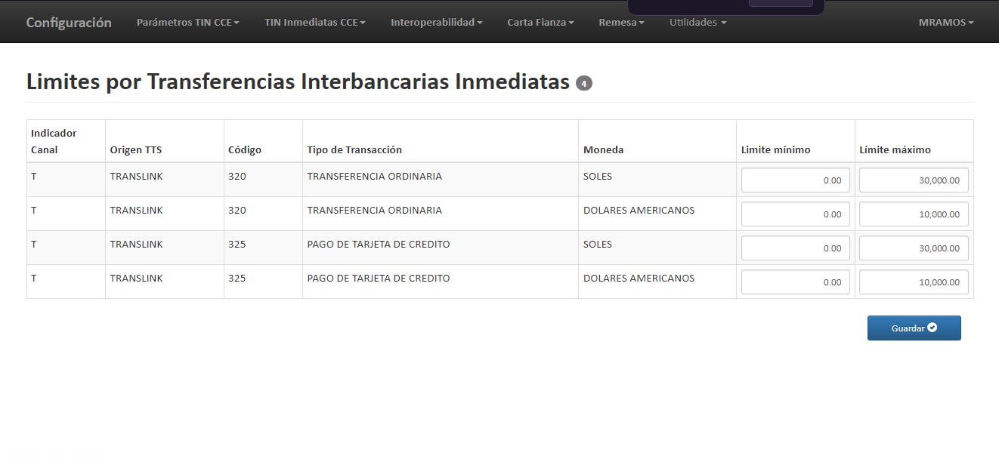 Configuración Parámetros TIN CCE TIN Inmediatas CCE Interoperabilidad Carta Fianza Remesa Utilidades MRAMOS
Limites por Transferencias Interbancarias Inmediatas 4
Indicador
Canal Origen TTS Código Tipo de Transacción Moneda Limite mínimo Límite máximo
T TRANSLINK 320 TRANSFERENCIA ORDINARIA SOLES 0.00 30,000.00
T TRANSLINK 320 TRANSFERENCIA ORDINARIA DOLARES AMERICANOS 0.00 10,000.00
T TRANSLINK 325 PAGO DE TARJETA DE CREDITO SOLES 0.00 30,000.00
T TRANSLINK 325 PAGO DE TARJETA DE CREDITO DOLARES AMERICANOS 0.00 10,000.00
Guardar